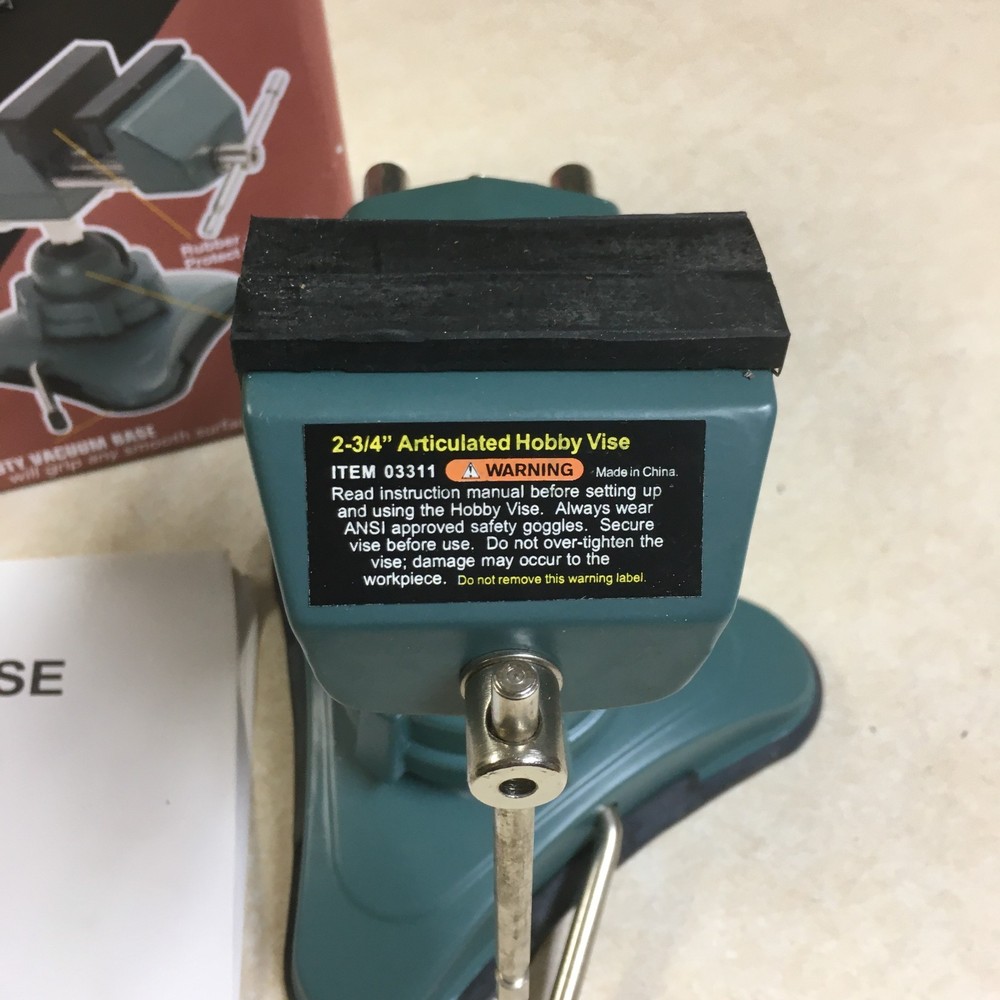 Rubber
Protect
UTY VACUUM BASE
will grip any smooth surface
2-3/4” Articulated Hobby Vise
ITEM 03311 WARNING Made in China.
Read instruction manual before setting up
and using the Hobby Vise. Always wear
ANSI approved safety goggles. Secure
vise before use. Do not over-tighten the
vise; damage may occur to the
workpiece. Do not remove this warning label.
SE